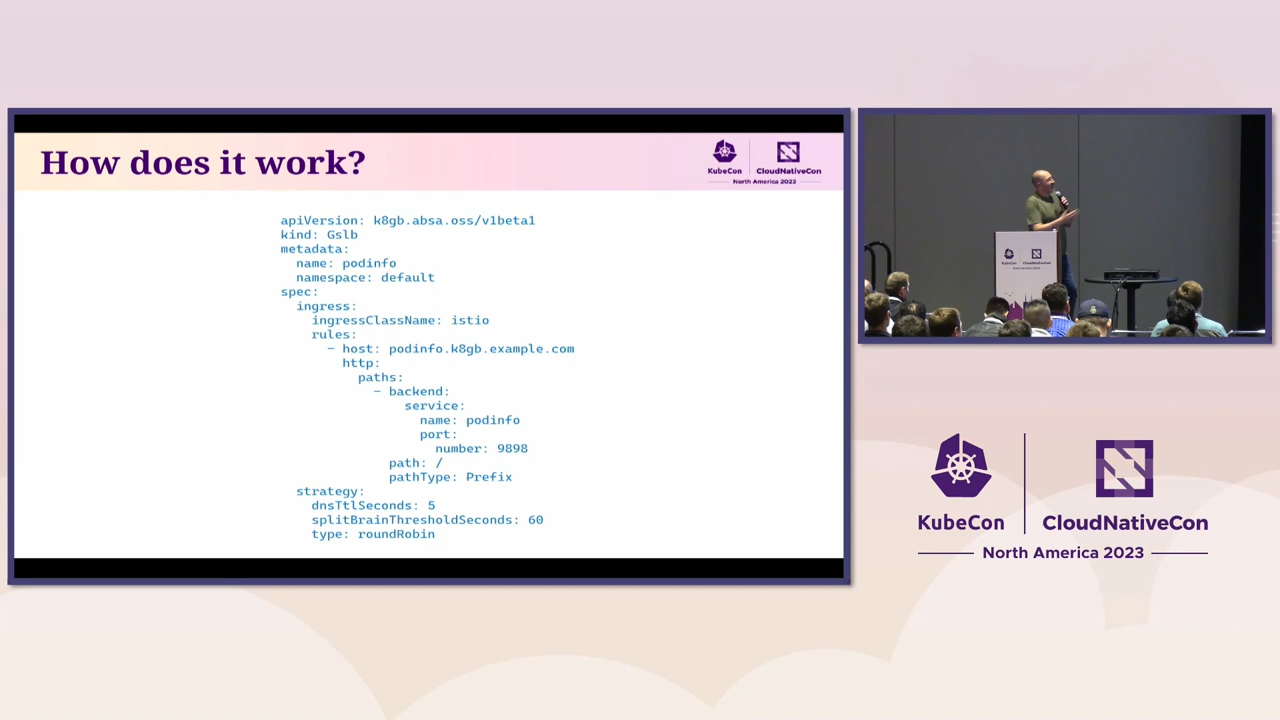 How does it work?
KubeCon
CloudNativeCon
North America 2023
apiVersion: k8gb.absa.oss/v1beta1
kind: Gslb
metadata:
  name: podinfo
  namespace: default
spec:
  ingress:
    ingressClassName: istio
    rules:
      - host: podinfo.k8gb.example.com
        http:
          paths:
            - backend:
                service:
                  name: podinfo
                  port:
                    number: 9898
              path: /
              pathType: Prefix
  strategy:
    dnsTtlSeconds: 5
    splitBrainThresholdSeconds: 60
    type: roundRobin
KubeCon
CloudNativeCon
North America 2023